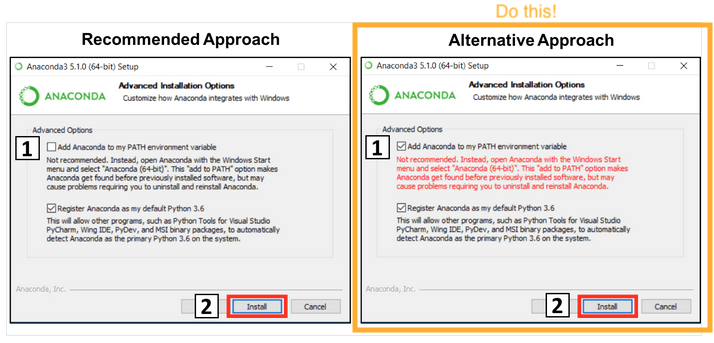 Do this!
Recommended Approach
Anaconda3 5.1.0 (64-bit) Setup
ANACONDA
Advanced Installation Options
Customize how Anaconda integrates with Windows
Advanced Options
1
Add Anaconda to my PATH environment variable
Not recommended. Instead, open Anaconda with the Windows Start
menu and select "Anaconda (64-bit)". This "add to PATH" option makes
Anaconda get found before previously installed software, but may
cause problems requiring you to uninstall and reinstall Anaconda.
Register Anaconda as my default Python 3.6
This will allow other programs, such as Python Tools for Visual Studio
PyCharm, Wing IDE, PyDev, and MSI binary packages, to automatically
detect Anaconda as the primary Python 3.6 on the system.
Anaconda, Inc.
2
Install
Cancel
Alternative Approach
Anaconda3 5.1.0 (64-bit) Setup
ANACONDA
Advanced Installation Options
Customize how Anaconda integrates with Windows
Advanced Options
1
Add Anaconda to my PATH environment variable
Not recommended. Instead, open Anaconda with the Windows Start
menu and select "Anaconda (64-bit)". This "add to PATH" option makes
Anaconda get found before previously installed software, but may
cause problems requiring you to uninstall and reinstall Anaconda.
Register Anaconda as my default Python 3.6
This will allow other programs, such as Python Tools for Visual Studio
PyCharm, Wing IDE, PyDev, and MSI binary packages, to automatically
detect Anaconda as the primary Python 3.6 on the system.
Anaconda, Inc.
2
Install
Cancel